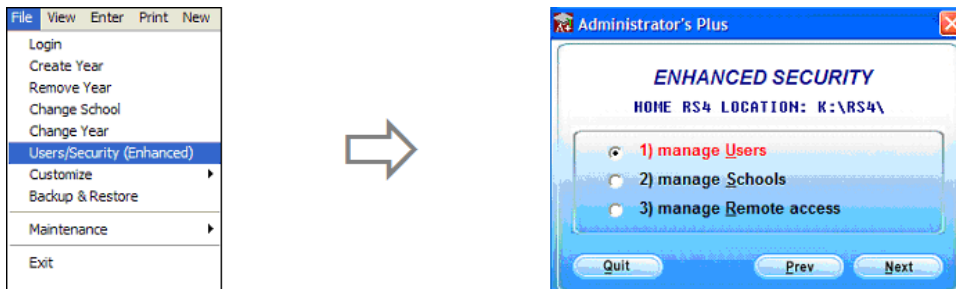 File View Enter Print New
Login
Create Year
Remove Year
Change School
Change Year
Users/Security (Enhanced)
Customize
Backup & Restore
Maintenance
Exit
Administrator's Plus
ENHANCED SECURITY
HOME RS4 LOCATION: K:\RS4\
1) manage Users
2) manage Schools
3) manage Remote access
Quit Prev Next